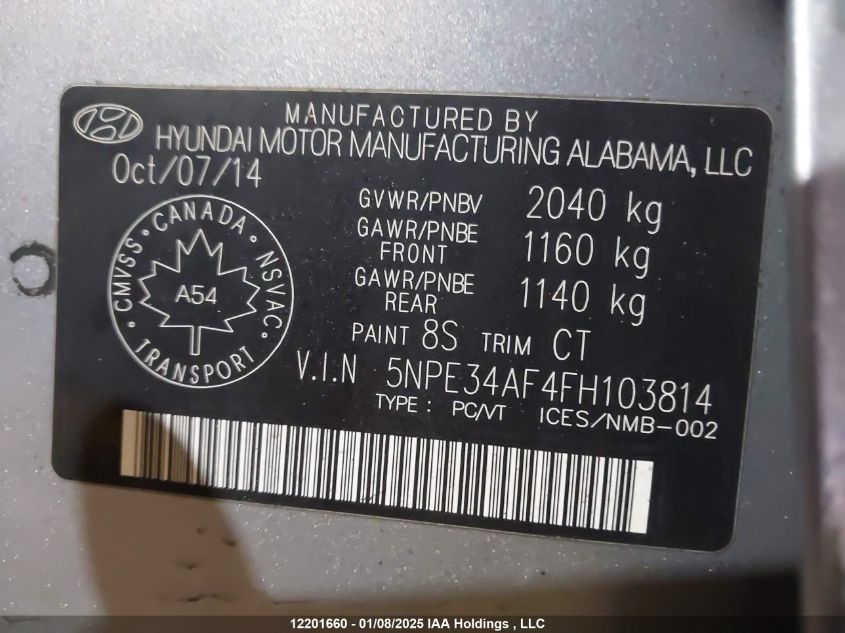 MANUFACTURED BY
HYUNDAI MOTOR MANUFACTURING ALABAMA, LLC
Oct/07/14
GVWR/PNBV 2040 kg
GAWR/PNBE FRONT 1160 kg
GAWR/PNBE REAR 1140 kg
PAINT 8S TRIM CT
CMVSS • CANADA • NSVAC • TRANSPORT •
A54
V.I.N 5NPE34AF4FH103814
TYPE : PC/VT ICES/NMB-002
12201660 - 01/08/2025 IAA Holdings , LLC